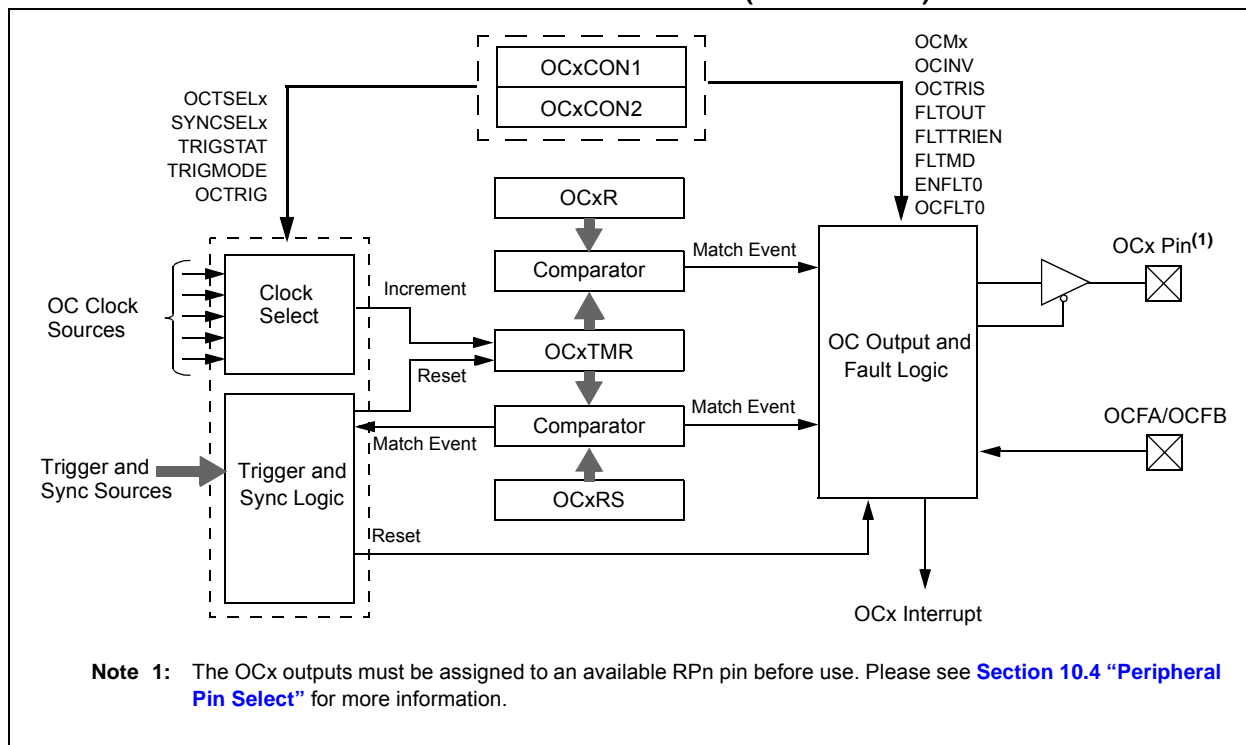 OCxCON1
OCxCON2
OCMx
OCINV
OCTRIS
FLTOUT
FLTTRIEN
FLTMD
ENFLT0
OCFLT0
OCTSELx
SYNCSELx
TRIGSTAT
TRIGMODE
OCTRIG
OCxR
Match Event
OCx Pin(1)
Comparator
Clock
Select
Increment
OC Clock
Sources
OCxTMR
OC Output and
Fault Logic
Reset
Match Event
OCFA/OCFB
Comparator
Match Event
Trigger and
Sync Sources
Trigger and
Sync Logic
OCxRS
Reset
OCx Interrupt
Note 1: The OCx outputs must be assigned to an available RPn pin before use. Please see Section 10.4 “Peripheral
Pin Select” for more information.